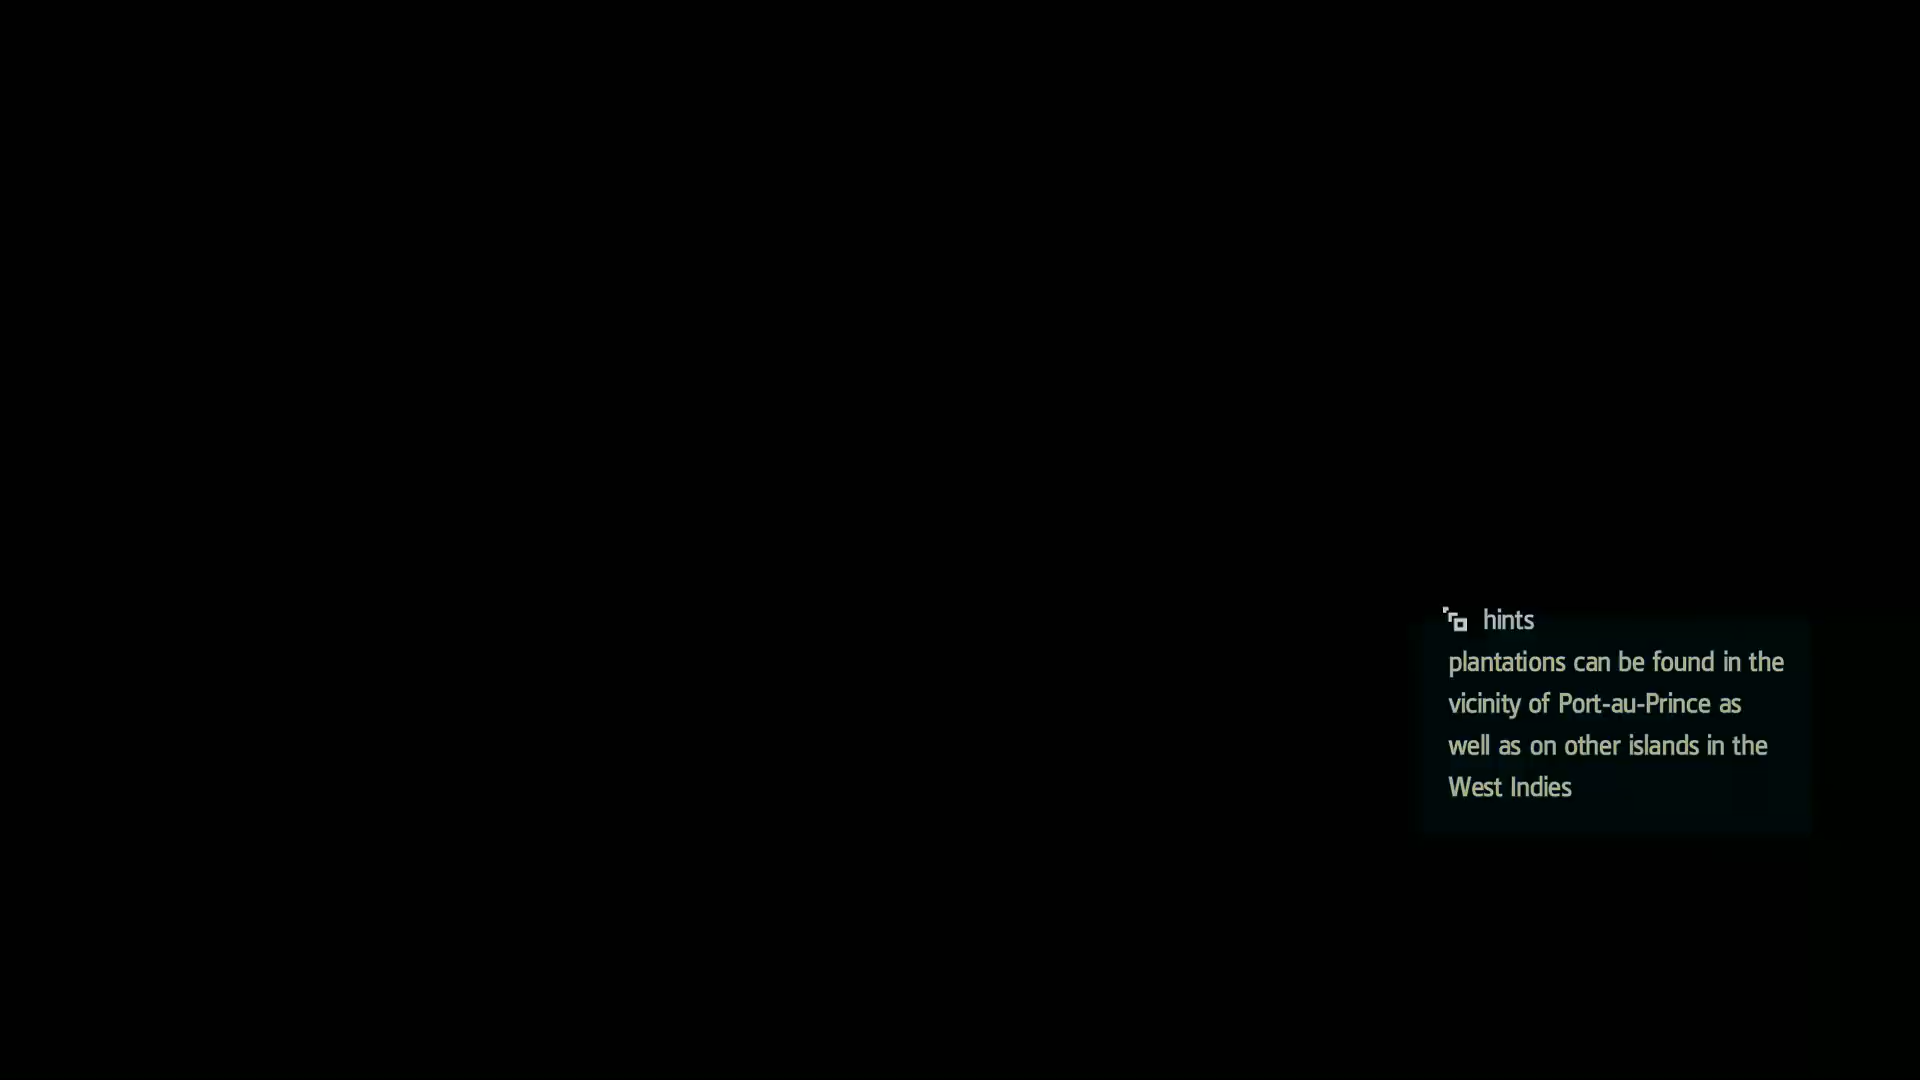 hints
plantations can be found in the
vicinity of Port-au-Prince as
well as on other islands in the
West Indies